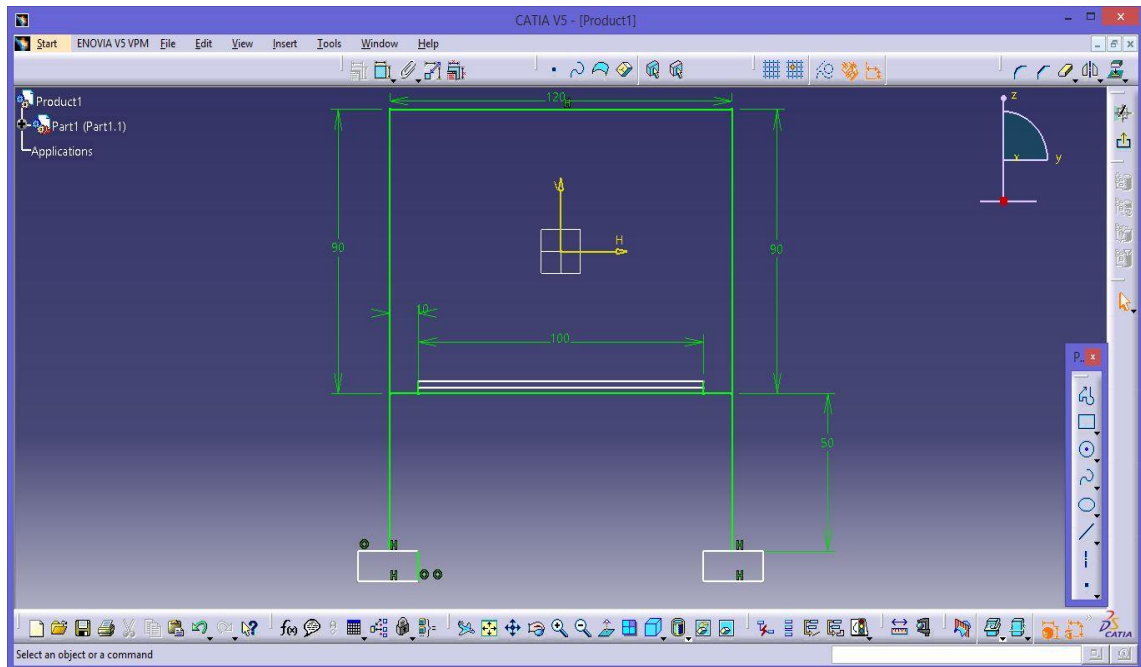 CATIA V5 - [Product1]
Start ENOVIA V5 VPM File Edit View Insert Tools Window Help
Product1
Part1 (Part1.1)
Applications
120
H
z
x y
V
H
90
90
10
100
50
H
H
H
H
P..
f(x)
CATIA
Select an object or a command